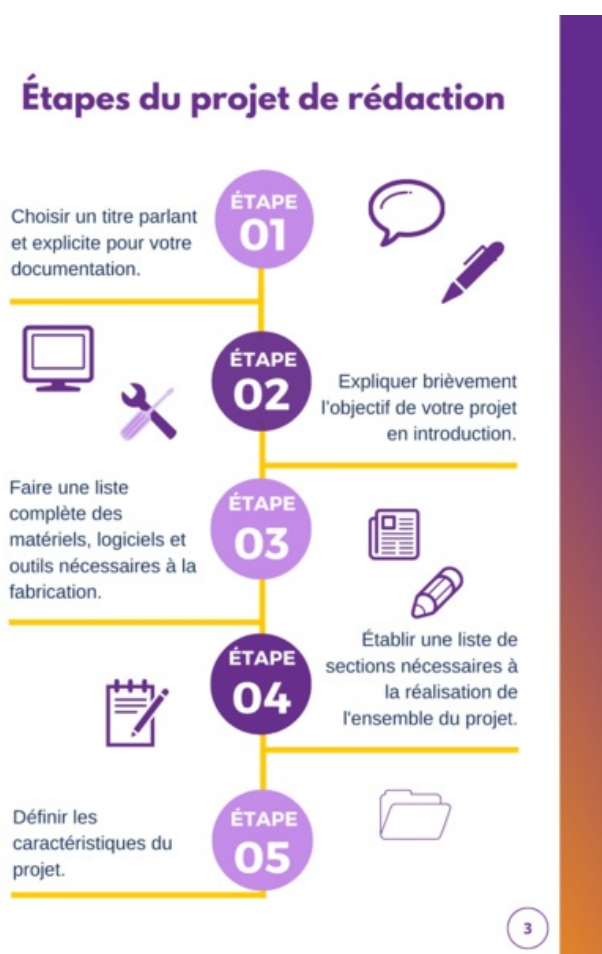 Étapes du projet de rédaction
ÉTAPE
01
Choisir un titre parlant
et explicite pour votre
documentation.
ÉTAPE
02
Expliquer brièvement
l'objectif de votre projet
en introduction.
ÉTAPE
03
Faire une liste
complète des
matériels, logiciels et
outils nécessaires à la
fabrication.
ÉTAPE
04
Établir une liste de
sections nécessaires à
la réalisation de
l'ensemble du projet.
ÉTAPE
05
Définir les
caractéristiques du
projet.
3